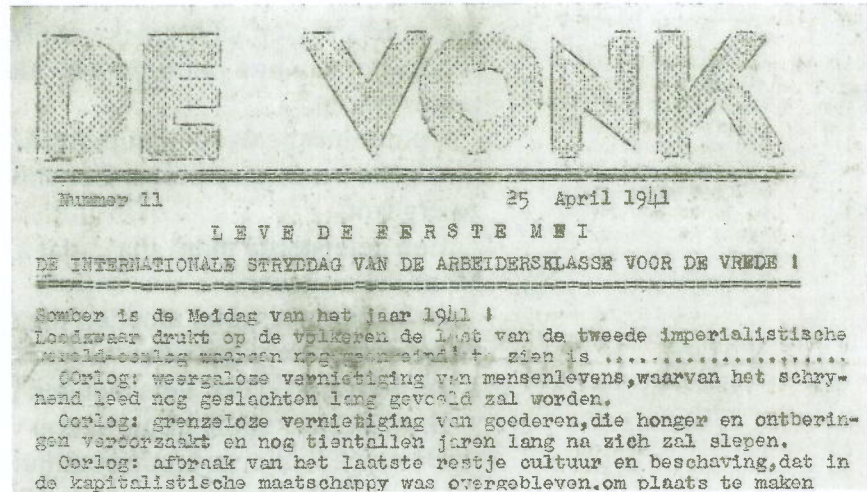 DE VONK
Nummer 11 25 April 1941
LEVE DE EERSTE MEI
DE INTERNATIONALE STRYDDAG VAN DE ARBEIDERSKLASSE VOOR DE VREDE !
Somber is de Meidag van het jaar 1941 !
Loodzwaar drukt op de volkeren de last van de tweede imperialistische
wereld-oorlog waarvan nog geen eind te zien is ...................
OOrlog: weergaloze vernietiging van mensenlevens,waarvan het schry-
nend leed nog geslachten lang gevoeld zal worden.
Oorlog: grenzeloze vernietiging van goederen,die honger en ontberin-
gen veroorzaakt en nog tientallen jaren lang na zich zal slepen.
Oorlog: afbraak van het laatste restje cultuur en beschaving,dat in
de kapitalistische maatschappy was overgebleven,om plaats te maken